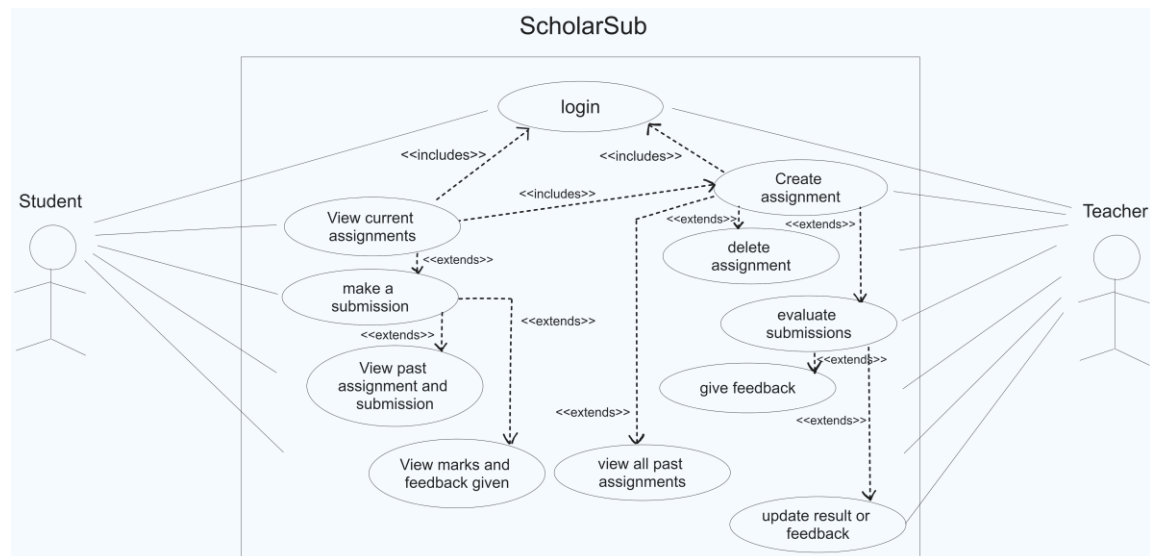 ScholarSub
login
<<includes>>
<<includes>>
Create
assignment
<<includes>>
Student
View current
assignments
Teacher
<<extends>>
<<extends>>
delete
assignment
<<extends>>
make a
submission
evaluate
submissions
<<extends>>
<<extends>>
<<extends>>
View past
assignment and
submission
give feedback
<<extends>>
<<extends>>
View marks and
feedback given
view all past
assignments
update result or
feedback